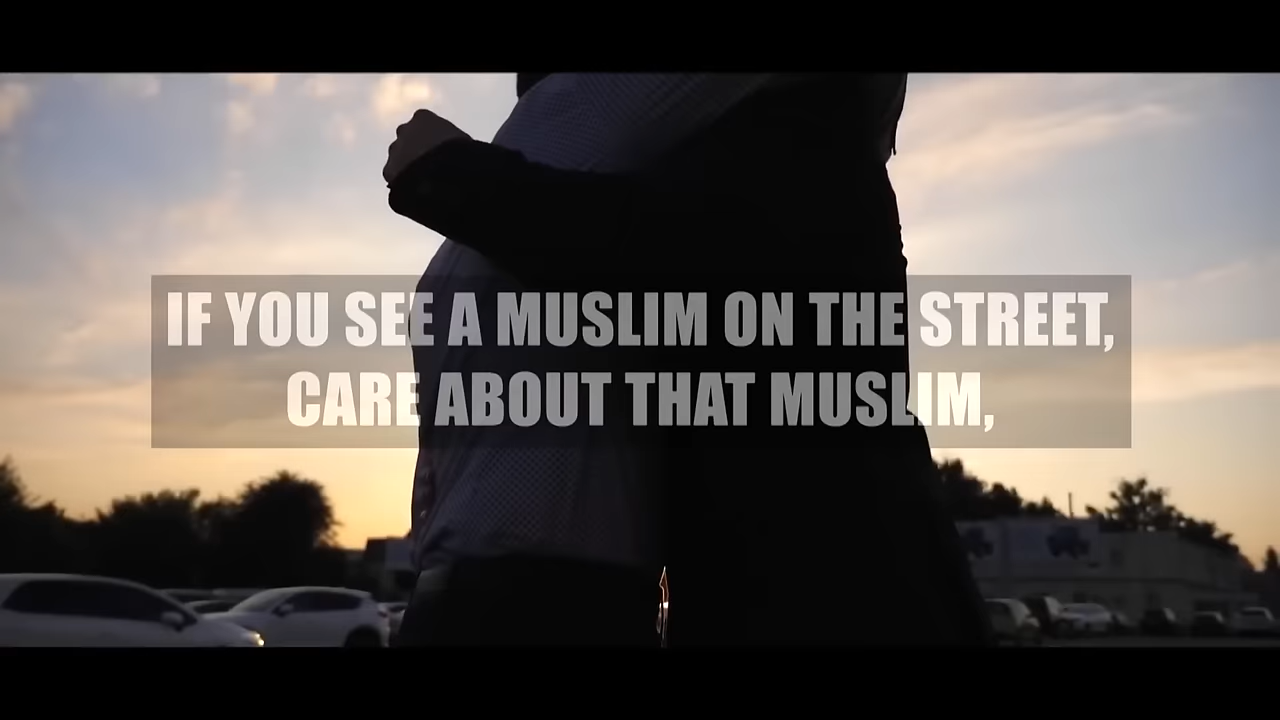 IF YOU SEE A MUSLIM ON THE STREET,
CARE ABOUT THAT MUSLIM,